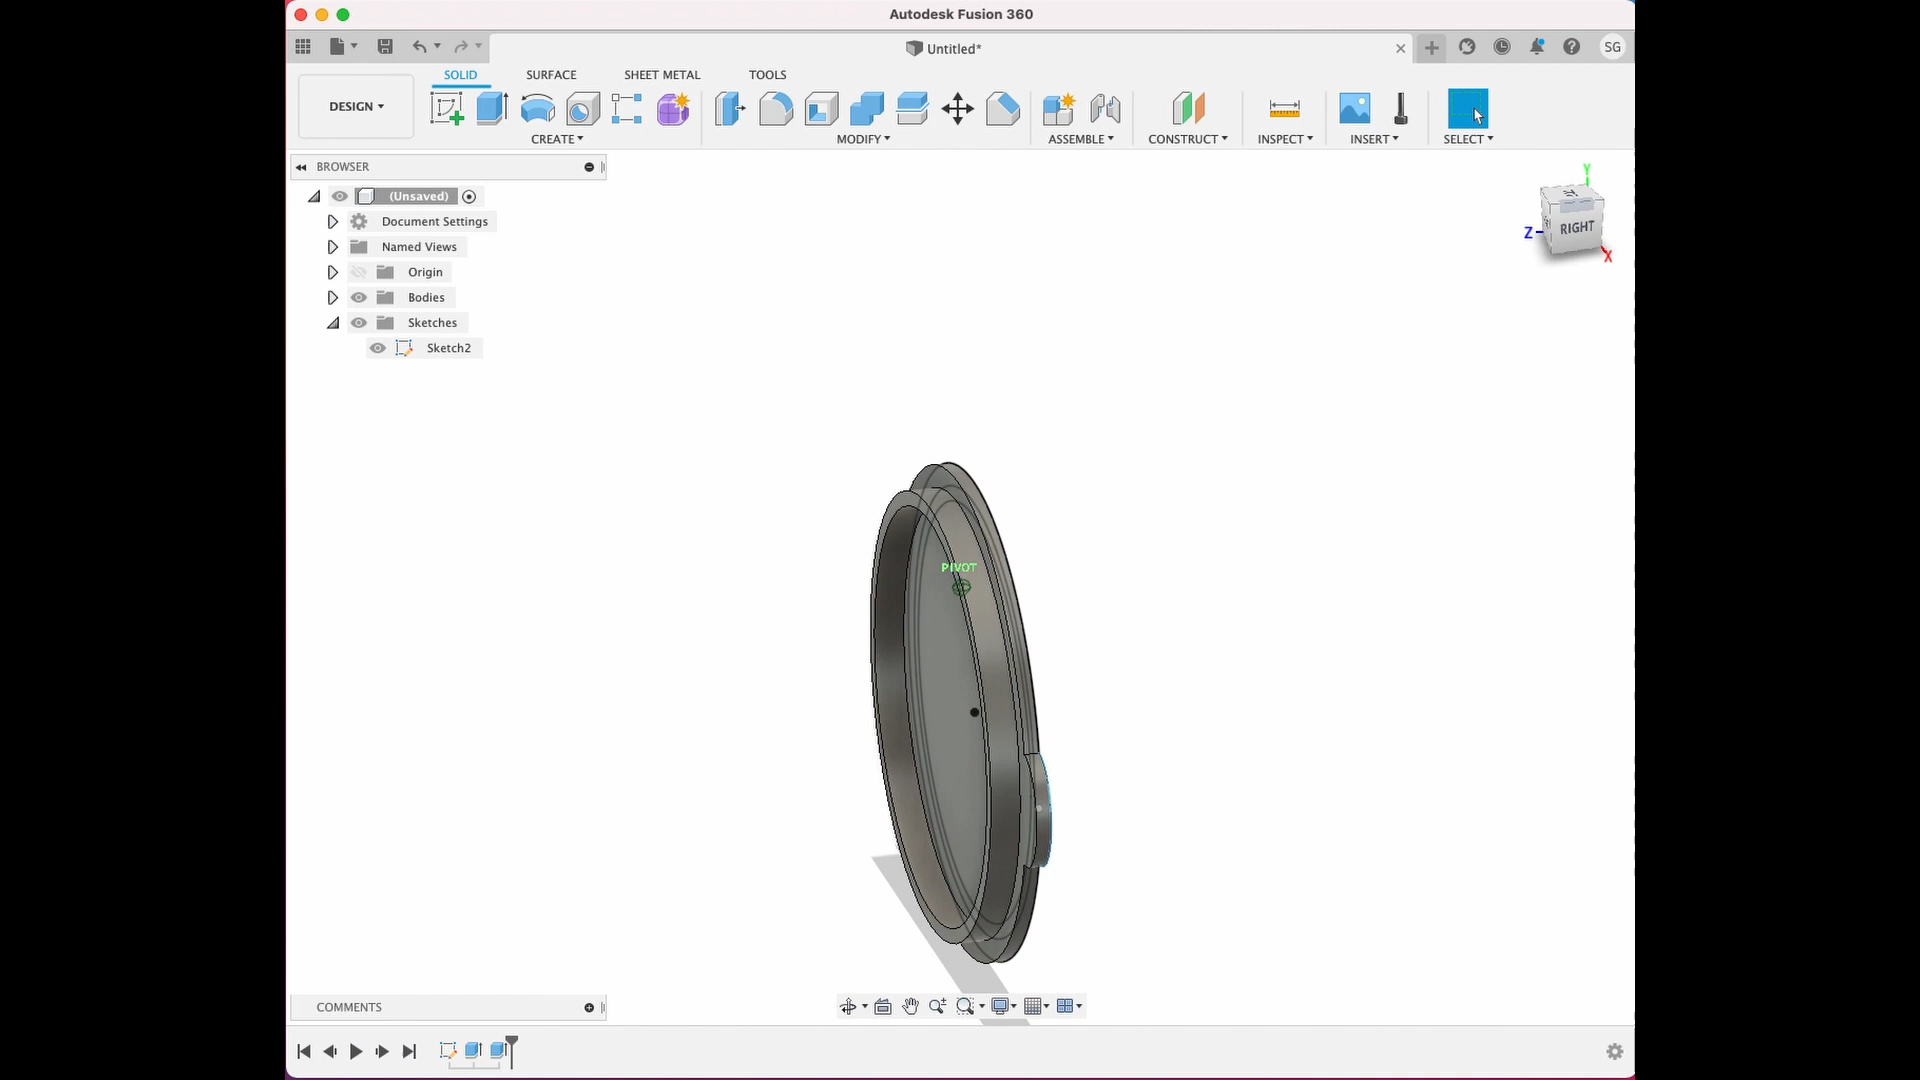 Autodesk Fusion 360
Untitled*
SG
SOLID SURFACE SHEET METAL TOOLS
DESIGN
CREATE MODIFY ASSEMBLE CONSTRUCT INSPECT INSERT SELECT
BROWSER
(Unsaved)
Document Settings
Named Views
Origin
Bodies
Sketches
Sketch2
Y
RIGHT
Z
X
PIVOT
COMMENTS